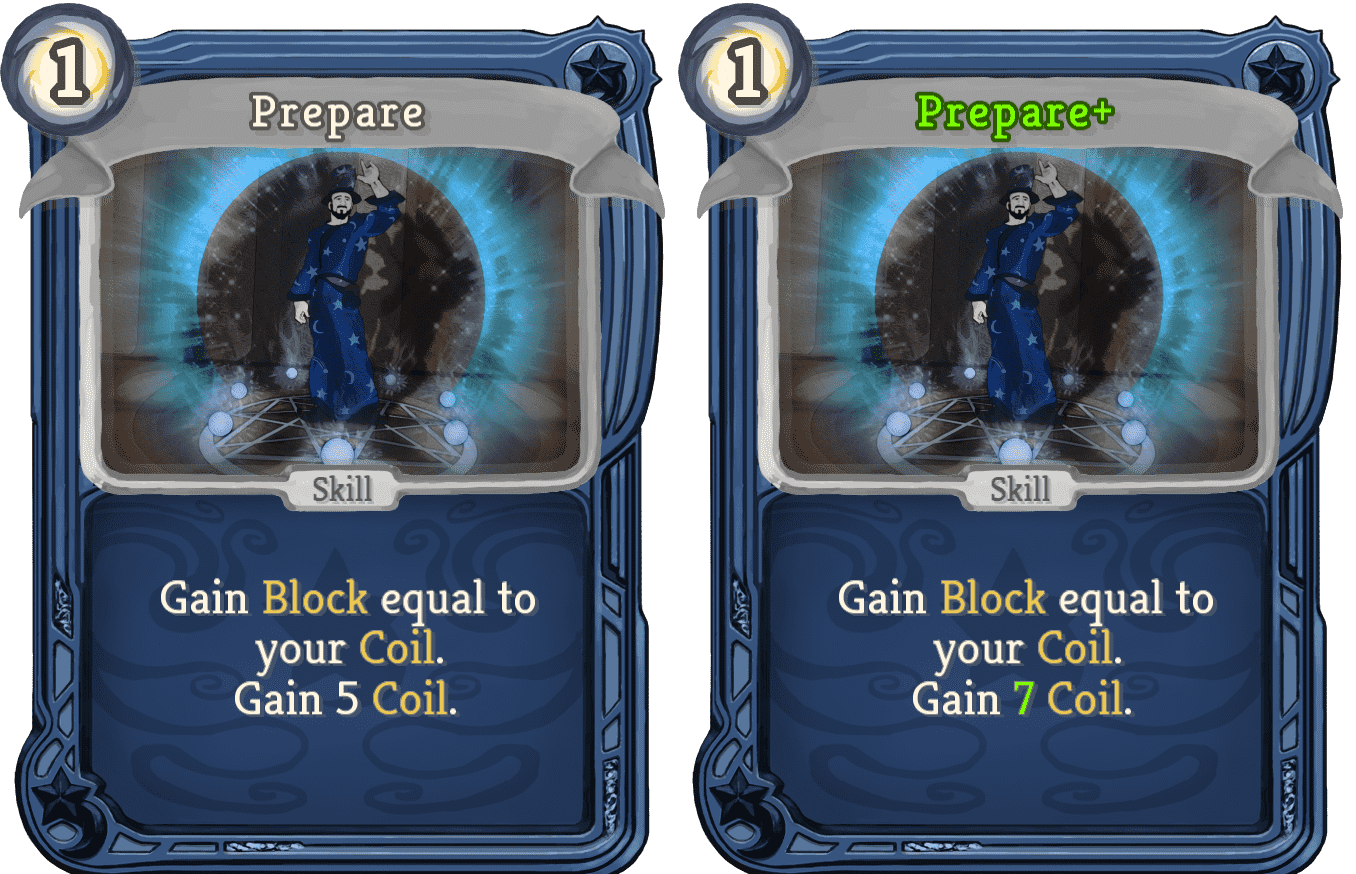 1
Prepare
Skill
Gain Block equal to
your Coil.
Gain 5 Coil.
1
Prepare+
Skill
Gain Block equal to
your Coil.
Gain 7 Coil.